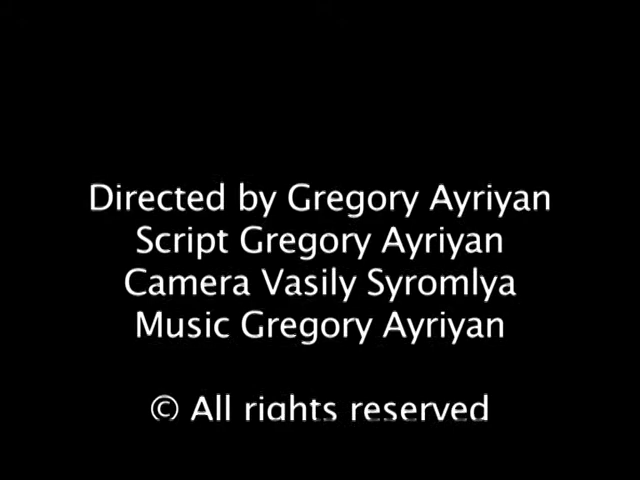 Directed by Gregory Ayriyan
Script Gregory Ayriyan
Camera Vasily Syromlya
Music Gregory Ayriyan
© All rights reserved